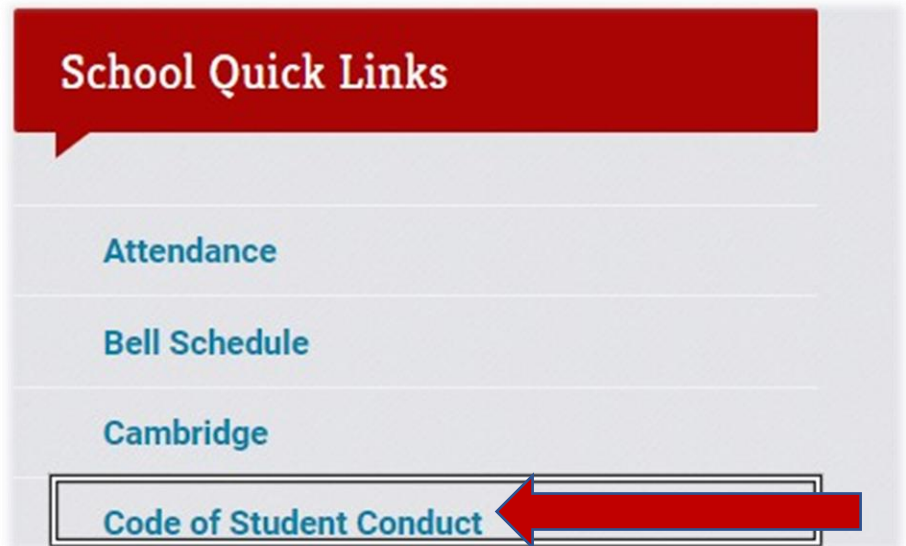 School Quick Links
Attendance
Bell Schedule
Cambridge
Code of Student Conduct